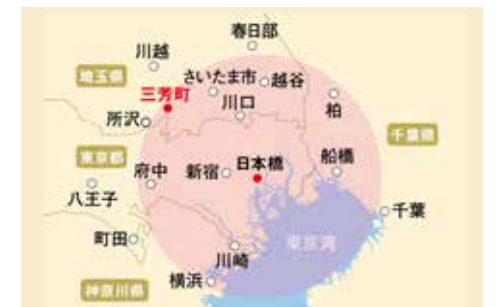 春日部
川越
埼玉県
さいたま市
越谷
三芳町
川口
柏
所沢
千葉県
東京都
府中
新宿
日本橋
船橋
八王子
千葉
町田
東京湾
川崎
横浜
神奈川県